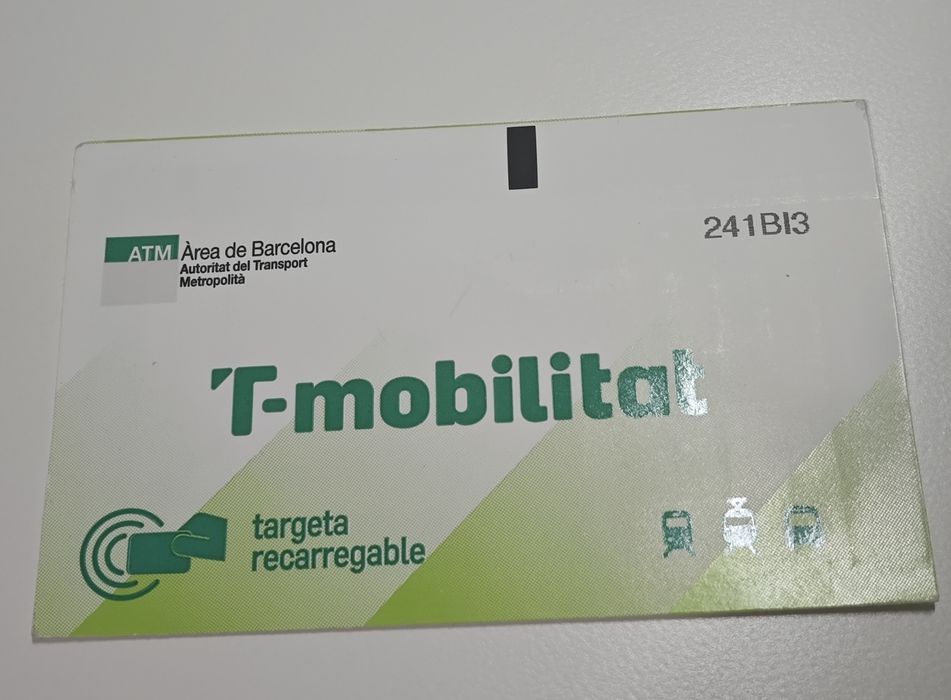 241BI3
ATM Àrea de Barcelona
Autoritat del Transport
Metropolità
T-mobilitat
targeta
recarregable